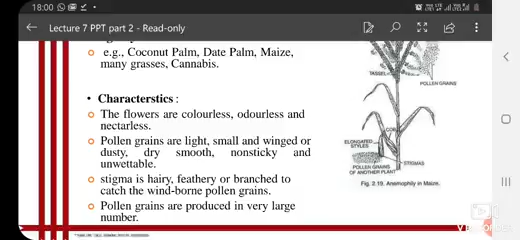 18:00
Lecture 7 PPT part 2 - Read-only
e.g., Coconut Palm, Date Palm, Maize,
many grasses, Cannabis.
TASSEL
POLLEN GRAINS
• Characterstics :
The flowers are colourless, odourless and
nectarless.
Pollen grains are light, small and winged or
dusty, dry smooth, nonsticky and
unwettable.
stigma is hairy, feathery or branched to
catch the wind-borne pollen grains.
Pollen grains are produced in very large
number.
COB
ELONGATED
STYLES
STIGMAS
POLLEN GRAINS
OF ANOTHER PLANT
Fig. 2.19. Anemophily in Maize.